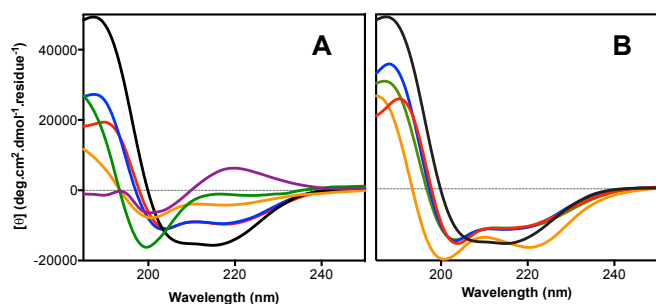 A
B
[θ] (deg.cm².dmol⁻¹.residue⁻¹)
40000
20000
0
-20000
200 220 240
200 220 240
Wavelength (nm)
Wavelength (nm)